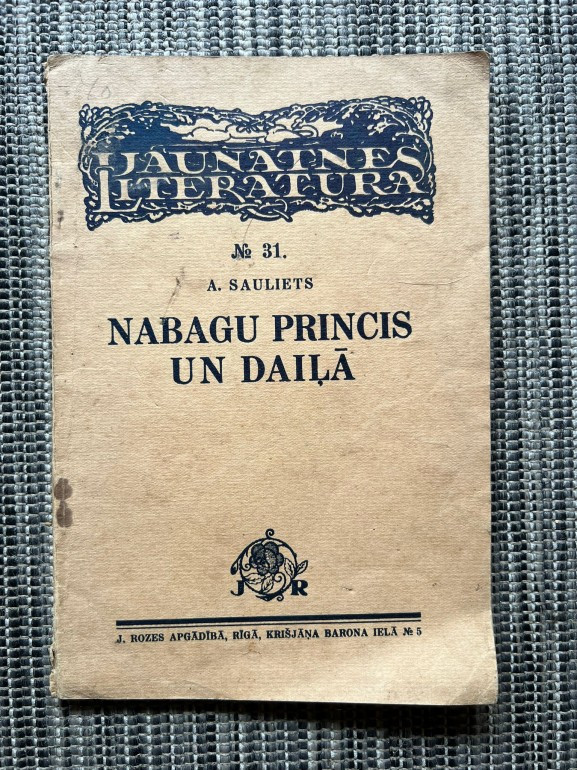 JAUNATNES
LITERATURA
№ 31.
A. SAULIETS
NABAGU PRINCIS
UN DAIĻĀ
J R
J. ROZES APGĀDĪBĀ, RĪGĀ, KRIŠJĀŅA BARONA IELĀ № 5